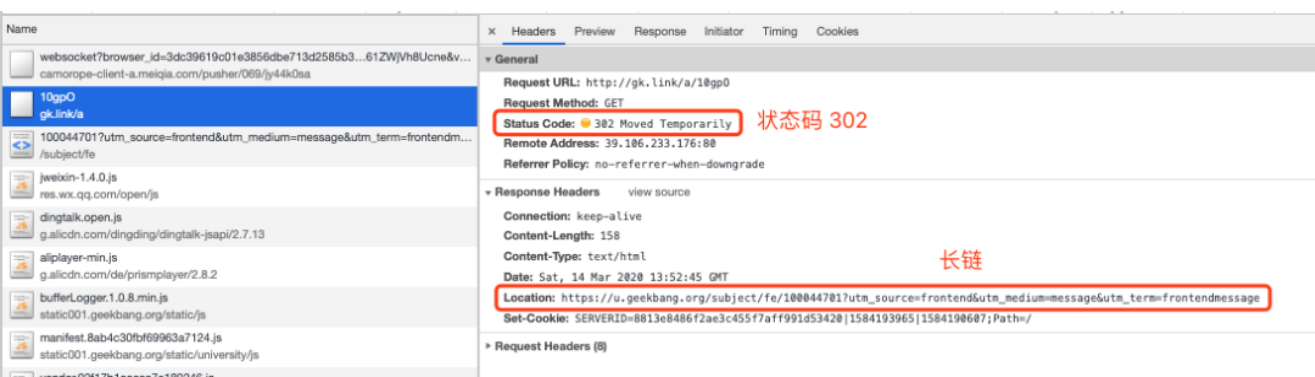 Name
websocket?browser_id=3dc39619c01e3856dbe713d2585b3...61ZWjVh8Ucne&v...
camorope-client-a.meiqia.com/pusher/069/jy44k0sa
10gpO
gk.link/a
100044701?utm_source=frontend&utm_medium=message&utm_term=frontendm...
/subject/fe
jweixin-1.4.0.js
res.wx.qq.com/open/js
dingtalk.open.js
g.alicdn.com/dingding/dingtalk-jsapi/2.7.13
aliplayer-min.js
g.alicdn.com/de/prismplayer/2.8.2
bufferLogger.1.0.8.min.js
static001.geekbang.org/static/js
manifest.8ab4c30fbf69963a7124.js
static001.geekbang.org/static/university/js
× Headers Preview Response Initiator Timing Cookies
▼ General
Request URL: http://gk.link/a/10gpO
Request Method: GET
Status Code: 302 Moved Temporarily 状态码 302
Remote Address: 39.106.233.176:80
Referrer Policy: no-referrer-when-downgrade
▼ Response Headers view source
Connection: keep-alive
Content-Length: 158
Content-Type: text/html
长链
Date: Sat, 14 Mar 2020 13:52:45 GMT
Location: https://u.geekbang.org/subject/fe/100044701?utm_source=frontend&utm_medium=message&utm_term=frontendmessage
Set-Cookie: SERVERID=8813e8486f2ae3c455f7aff991d53420|1584193965|1584190607;Path=/
▶ Request Headers (8)